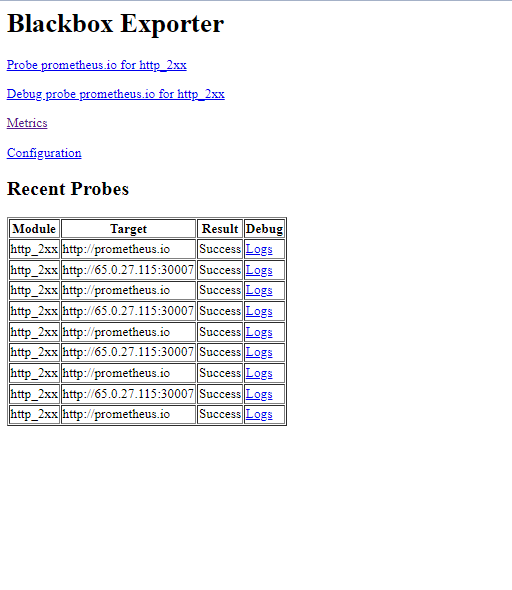 Blackbox Exporter
Probe prometheus.io for http_2xx
Debug probe prometheus.io for http_2xx
Metrics
Configuration
Recent Probes
Module Target Result Debug
http_2xx http://prometheus.io Success Logs
http_2xx http://65.0.27.115:30007 Success Logs
http_2xx http://prometheus.io Success Logs
http_2xx http://65.0.27.115:30007 Success Logs
http_2xx http://prometheus.io Success Logs
http_2xx http://65.0.27.115:30007 Success Logs
http_2xx http://prometheus.io Success Logs
http_2xx http://65.0.27.115:30007 Success Logs
http_2xx http://prometheus.io Success Logs